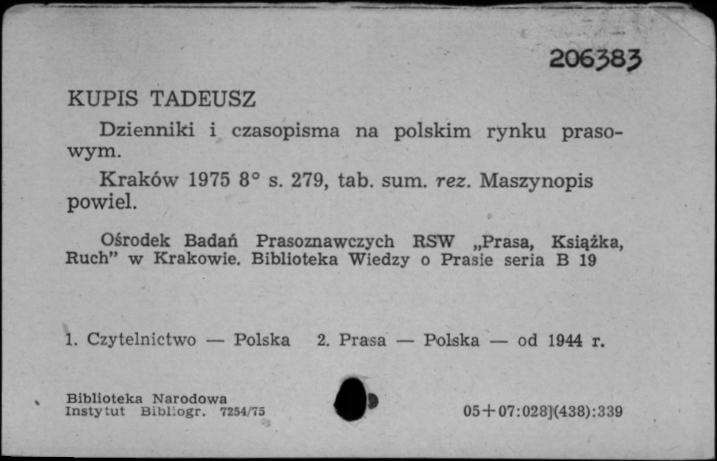 206383
KUPIS TADEUSZ
Dzienniki i czasopisma na polskim rynku praso-
wym.
Kraków 1975 8° s. 279, tab. sum. rez. Maszynopis
powiel.
Ośrodek Badań Prasoznawczych RSW „Prasa, Książka,
Ruch” w Krakowie. Biblioteka Wiedzy o Prasie seria B 19
1. Czytelnictwo — Polska 2. Prasa — Polska — od 1944 r.
Biblioteka Narodowa
Instytut Bibliogr. 7254/75
05+07:028](438):339